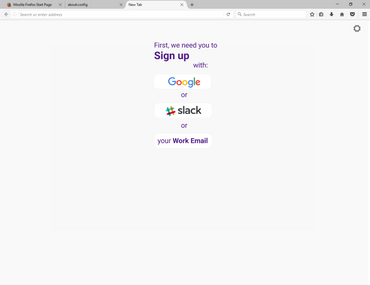 Mozilla Firefox Start Page
about:config
New Tab
Search or enter address
Search
First, we need you to
Sign up
with:
Google
or
slack
or
your Work Email